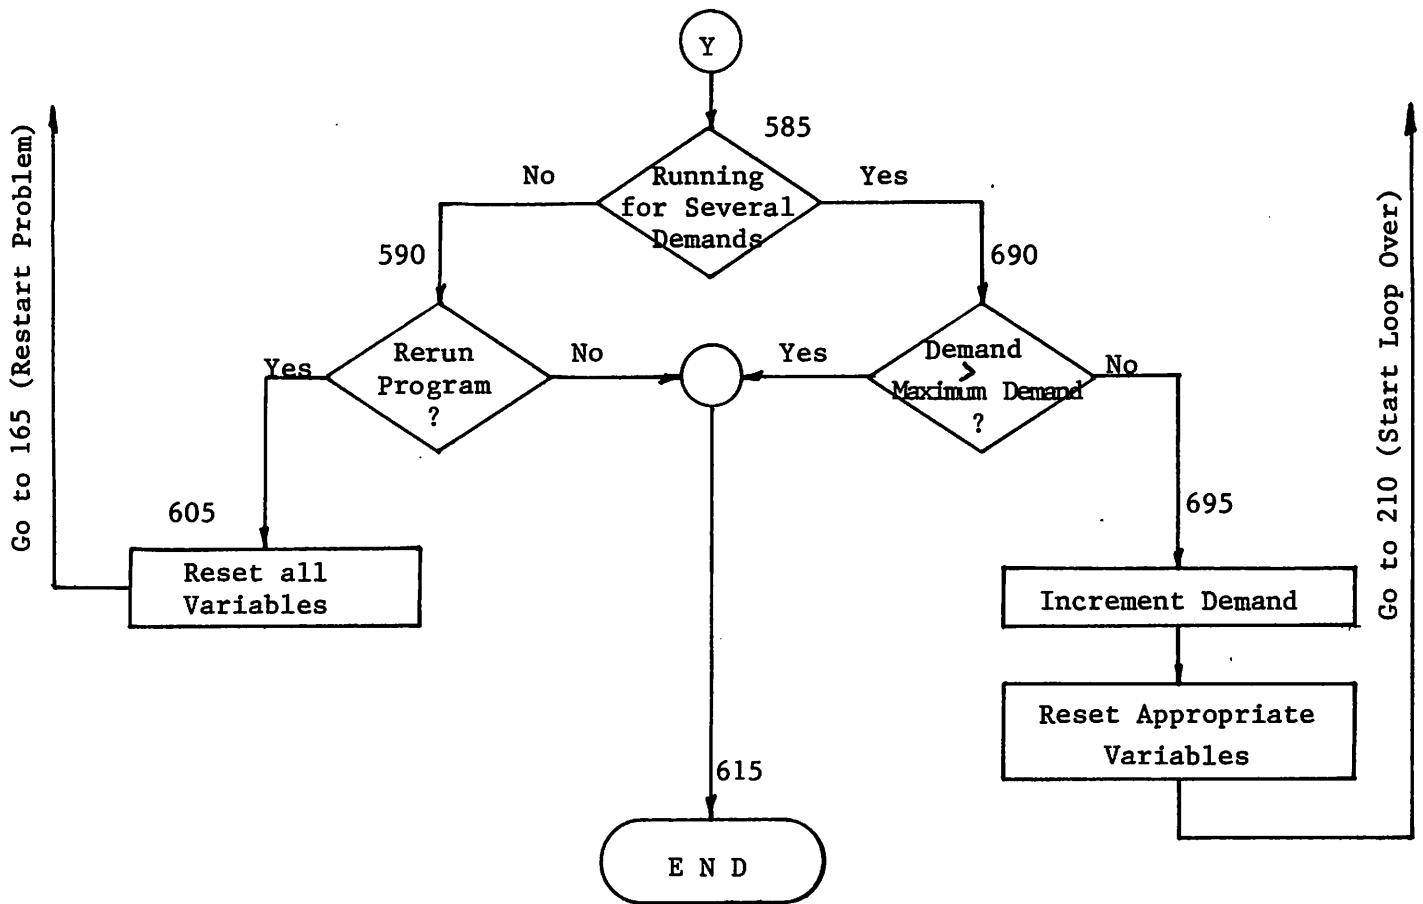 Y
585
No
Running
for Several
Demands
Yes
590
690
Go to 165 (Restart Problem)
Go to 210 (Start Loop Over)
Yes
Rerun
Program
?
No
Yes
Demand
>
Maximum Demand
?
No
605
Reset all
Variables
695
Increment Demand
Reset Appropriate
Variables
615
E N D